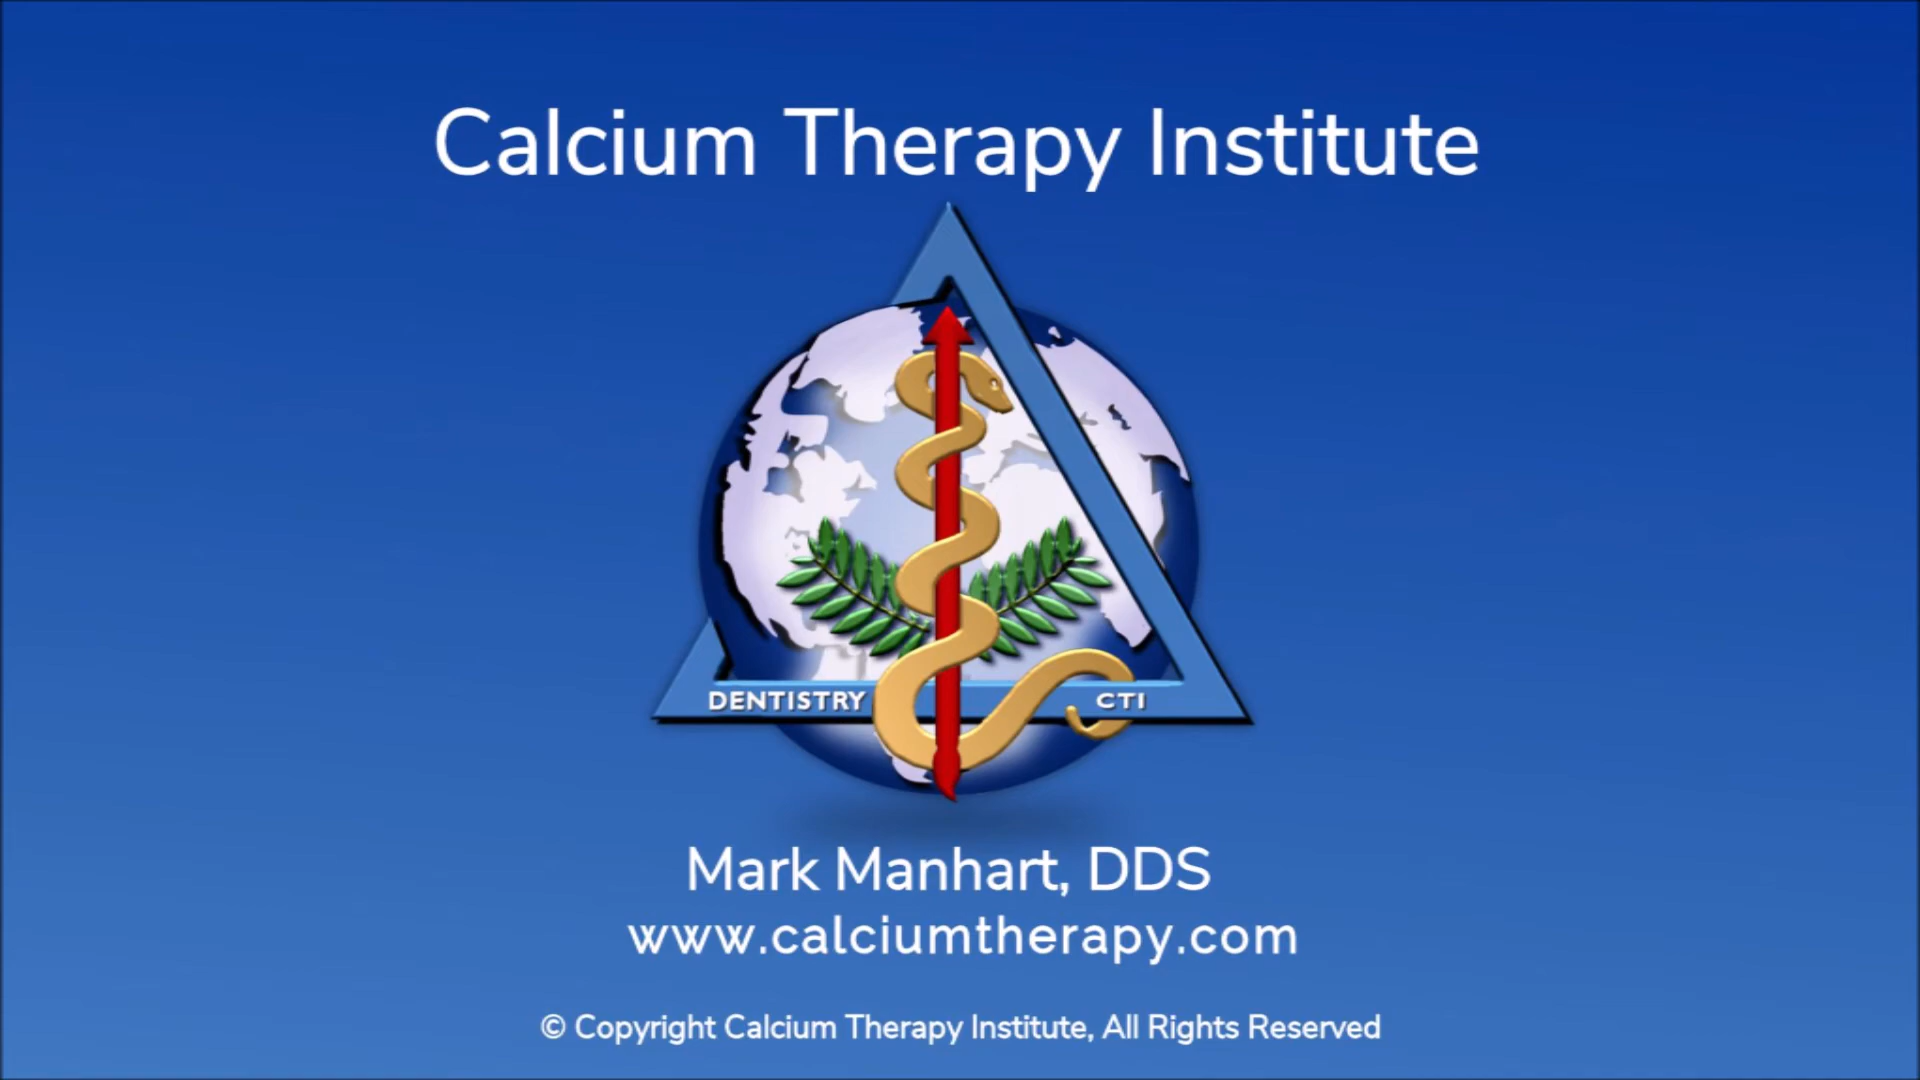 Calcium Therapy Institute
DENTISTRY CTI
Mark Manhart, DDS
www.calciumtherapy.com
© Copyright Calcium Therapy Institute, All Rights Reserved